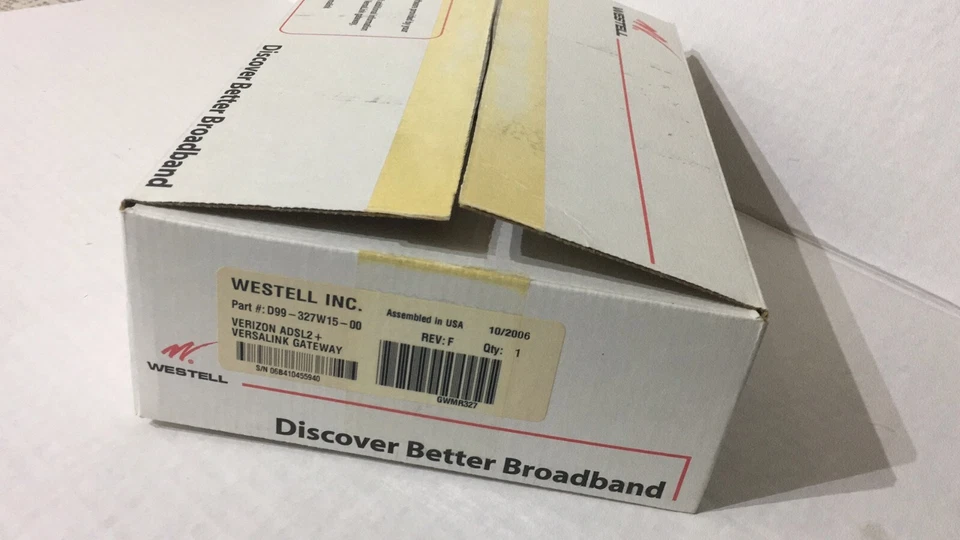 WESTELL
Discover Better Broadband
WESTELL INC.
Part #: D99-327W15-00
VERIZON ADSL2+
VERSALINK GATEWAY
S/N 06B410455940
Assembled in USA 10/2006
REV: F Qty: 1
GWMR327
WESTELL
Discover Better Broadband